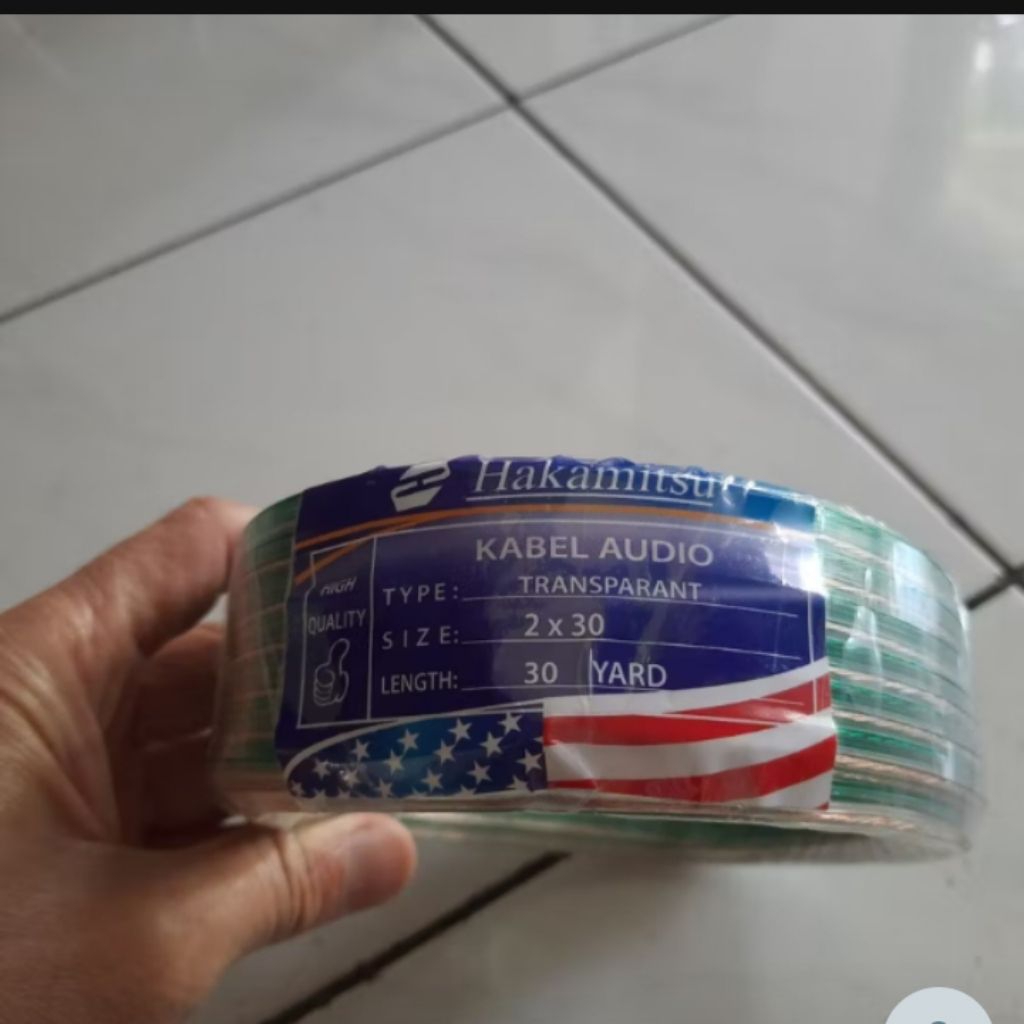 Hakamitsu
KABEL AUDIO
HIGH
QUALITY
TYPE: TRANSPARANT
SIZE: 2 x 30
LENGTH: 30 YARD